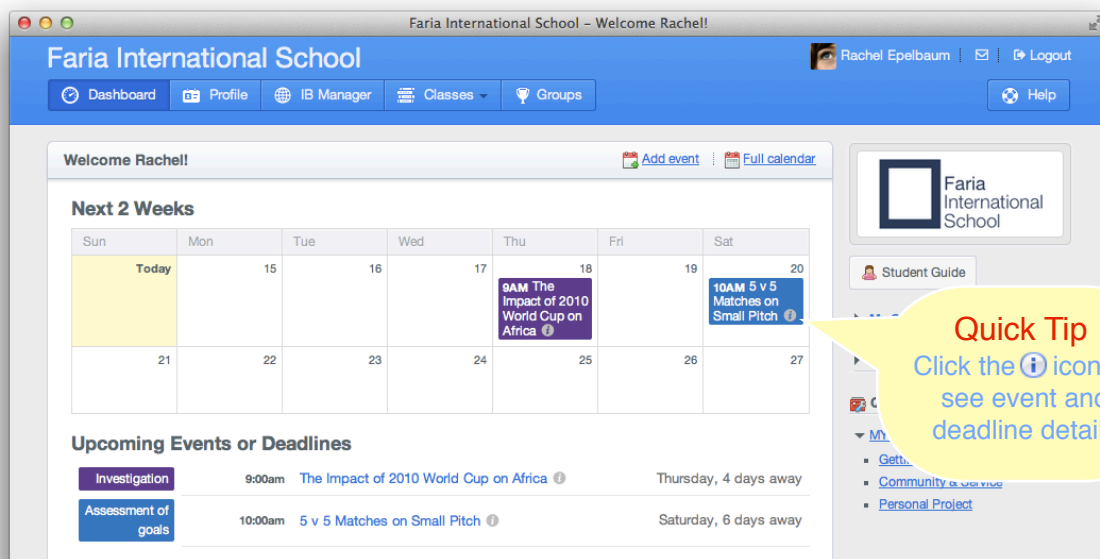 Faria International School – Welcome Rachel!
Faria International School
Rachel Epelbaum
Logout
Dashboard
Profile
IB Manager
Classes
Groups
Help
Welcome Rachel!
Add event
Full calendar
Next 2 Weeks
Sun Mon Tue Wed Thu Fri Sat
Today 15 16 17 18 19 20
9AM The
Impact of 2010
World Cup on
Africa
10AM 5 v 5
Matches on
Small Pitch
21 22 23 24 25 26 27
Upcoming Events or Deadlines
Investigation 9:00am The Impact of 2010 World Cup on Africa Thursday, 4 days away
Assessment of
goals
10:00am 5 v 5 Matches on Small Pitch Saturday, 6 days away
Faria
International
School
Student Guide
Quick Tip
Click the i icon
see event and
deadline detai
Community & Service
Personal Project